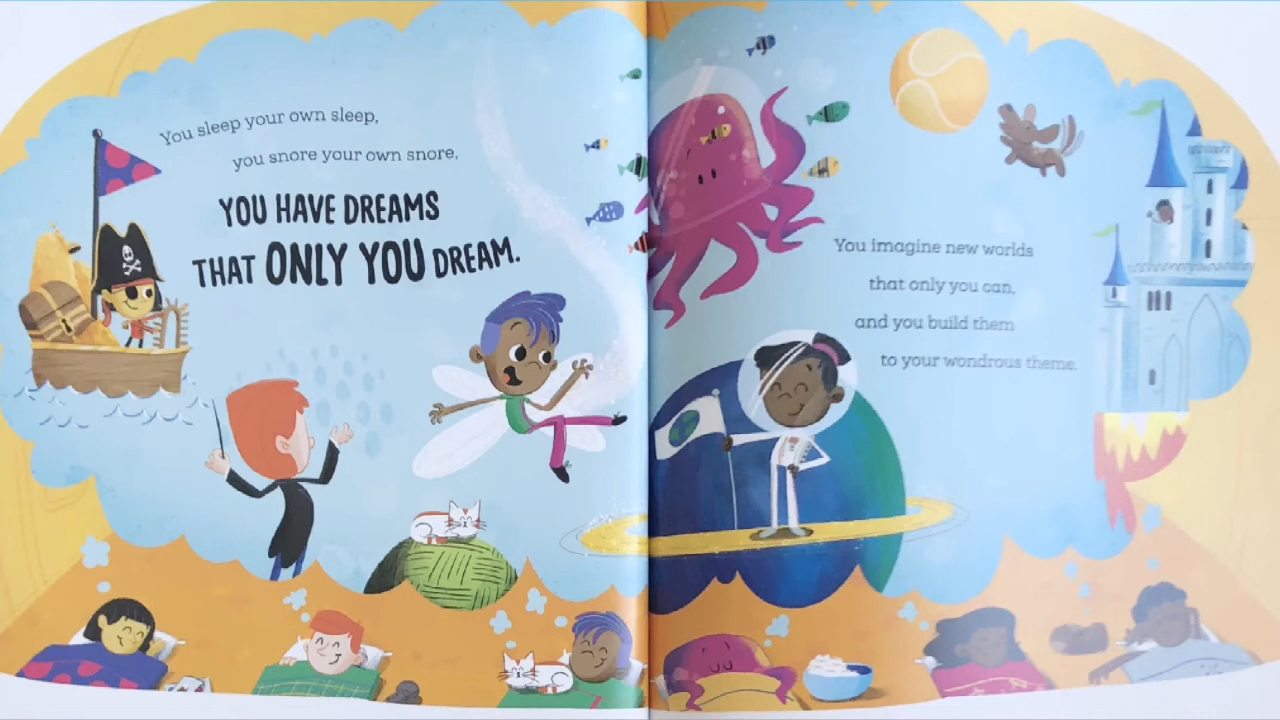 You sleep your own sleep,
you snore your own snore,
YOU HAVE DREAMS
THAT ONLY YOU DREAM.
You imagine new worlds
that only you can,
and you build them
to your wondrous theme.